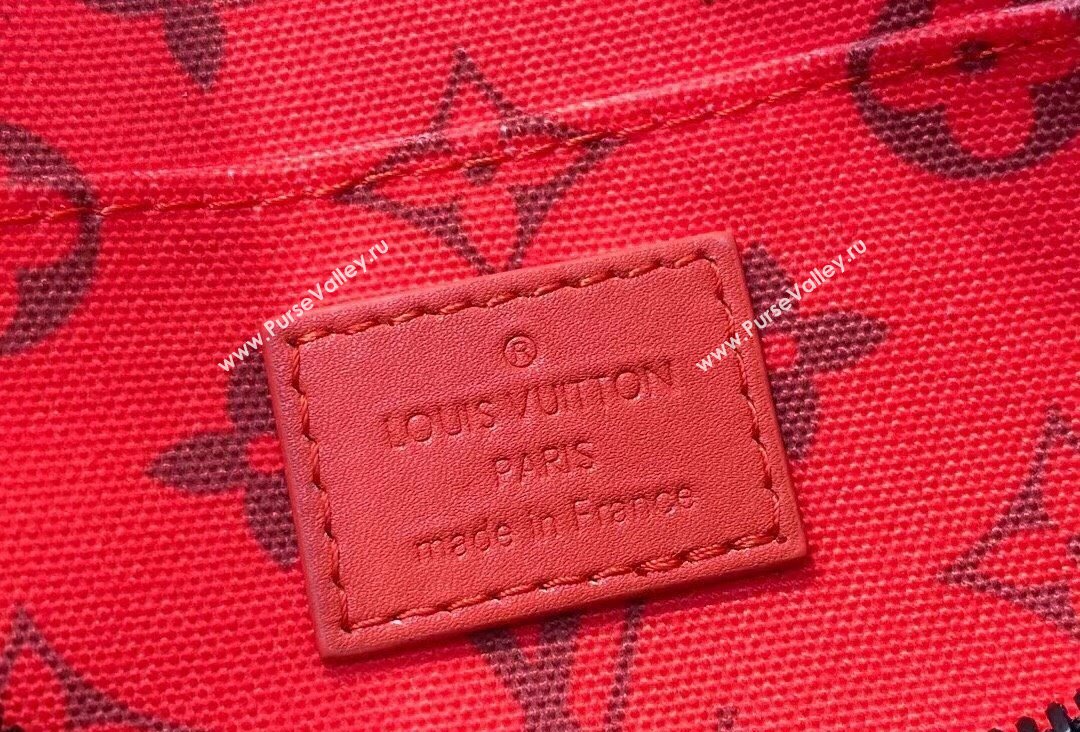 ®
LOUIS VUITTON
PARIS
made in France
www.PurseValley.ru
www.PurseValley.ru